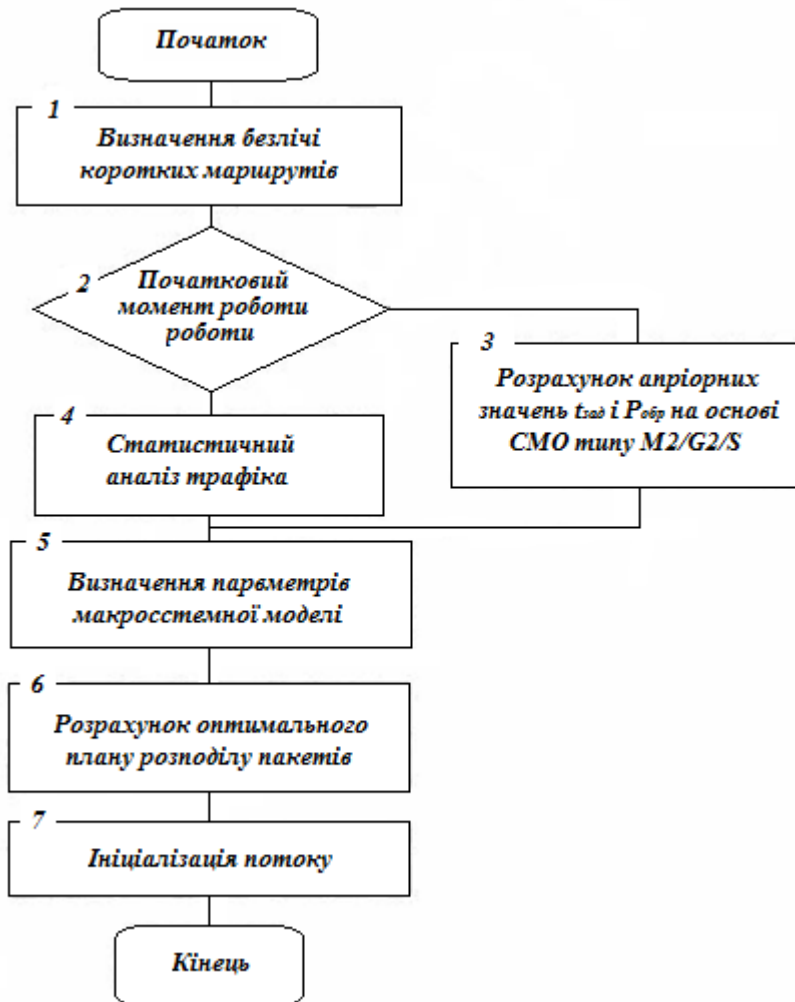 Початок
1
Визначення безлічі
коротких маршрутів
2
Початковий
момент роботи
роботи
3
Розрахунок апріорних
значень tзад і Pобр на основі
СМО типу M2/G2/S
4
Статистичний
аналіз трафіка
5
Визначення парвметрів
макросстемної моделі
6
Розрахунок оптимального
плану розподілу пакетів
7
Ініціалізація потоку
Кінець